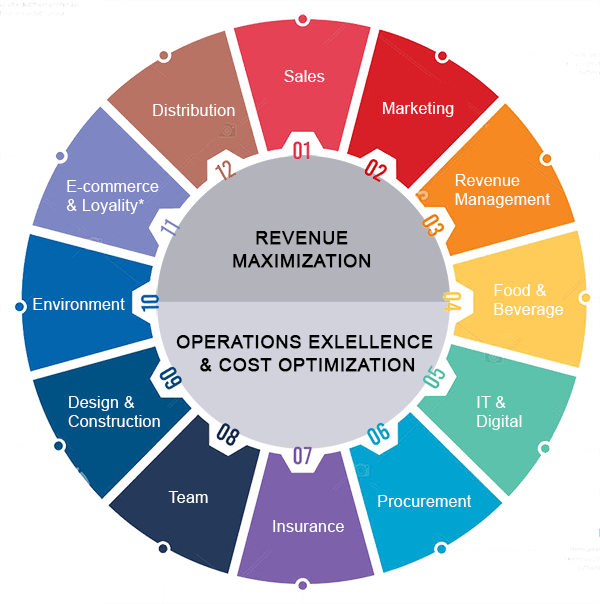 Sales
Marketing
Revenue
Management
Food &
Beverage
IT &
Digital
Procurement
Insurance
Team
Design &
Construction
Environment
E-commerce
& Loyality*
Distribution
01
02
03
04
05
06
07
08
09
10
11
12
REVENUE
MAXIMIZATION
OPERATIONS EXLELLENCE
& COST OPTIMIZATION